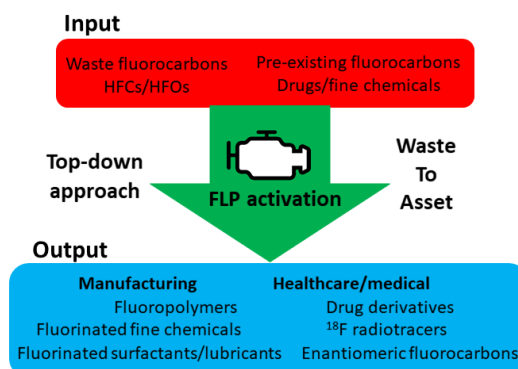 Input
Waste fluorocarbons
HFCs/HFOs
Pre-existing fluorocarbons
Drugs/fine chemicals
Top-down
approach
FLP activation
Waste
To
Asset
Output
Manufacturing
Fluoropolymers
Fluorinated fine chemicals
Fluorinated surfactants/lubricants
Healthcare/medical
Drug derivatives
¹⁸F radiotracers
Enantiomeric fluorocarbons